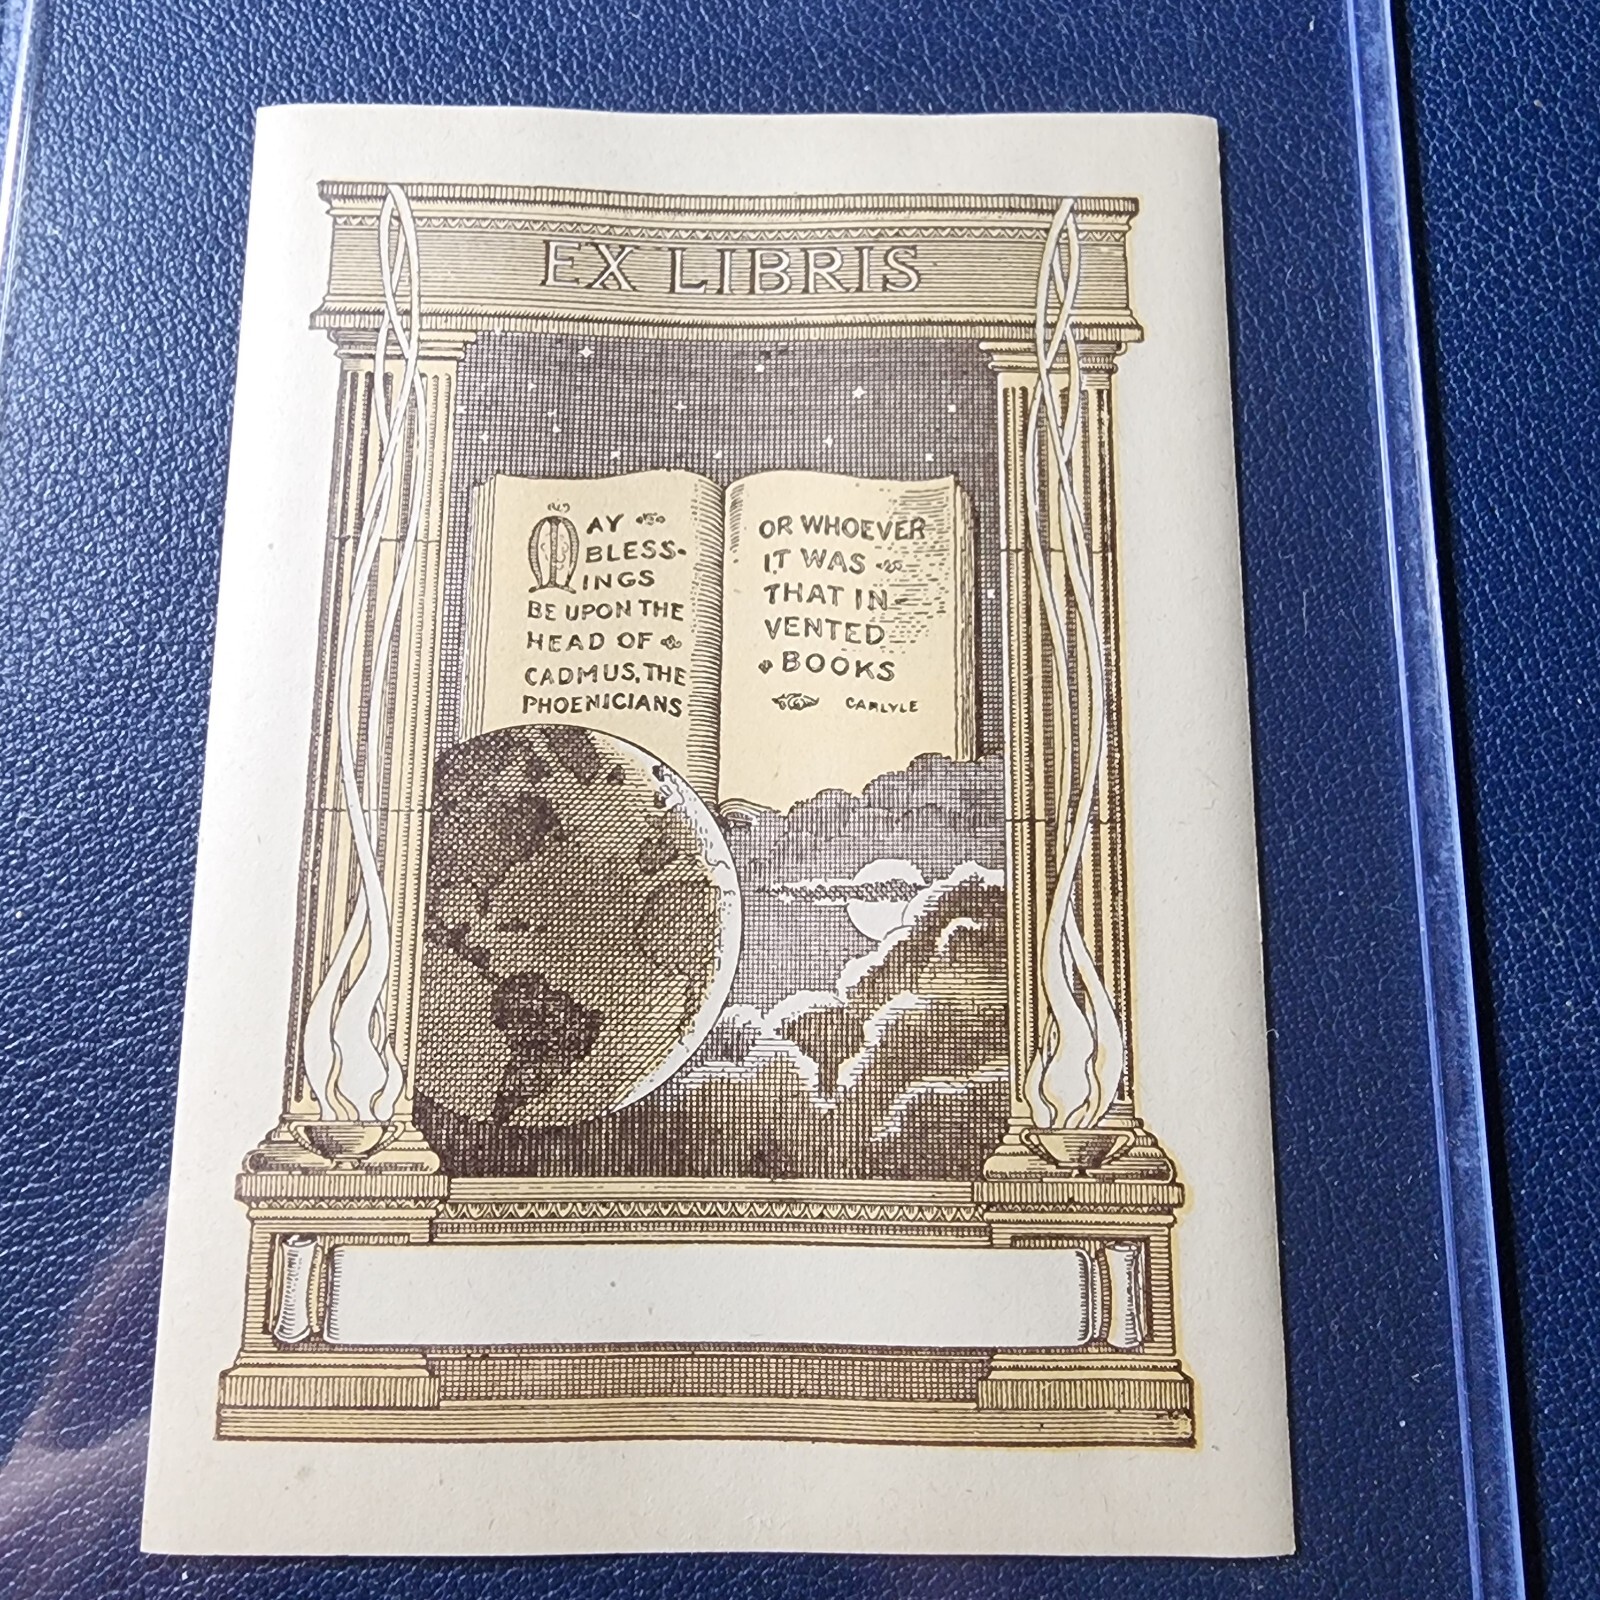 EX LIBRIS
MAY
BLESS-
INGS
BE UPON THE
HEAD OF
CADMUS, THE
PHOENICIANS
OR WHOEVER
IT WAS
THAT IN-
VENTED
BOOKS
CARLYLE